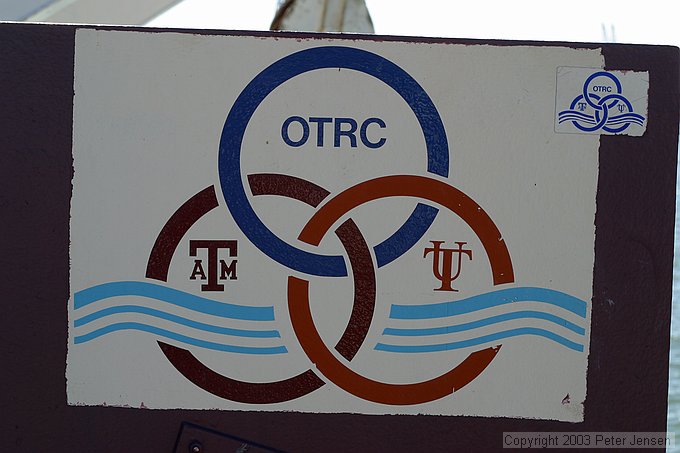 OTRC
ATM
UT
OTRC
Copyright © 2003 Peter Jensen